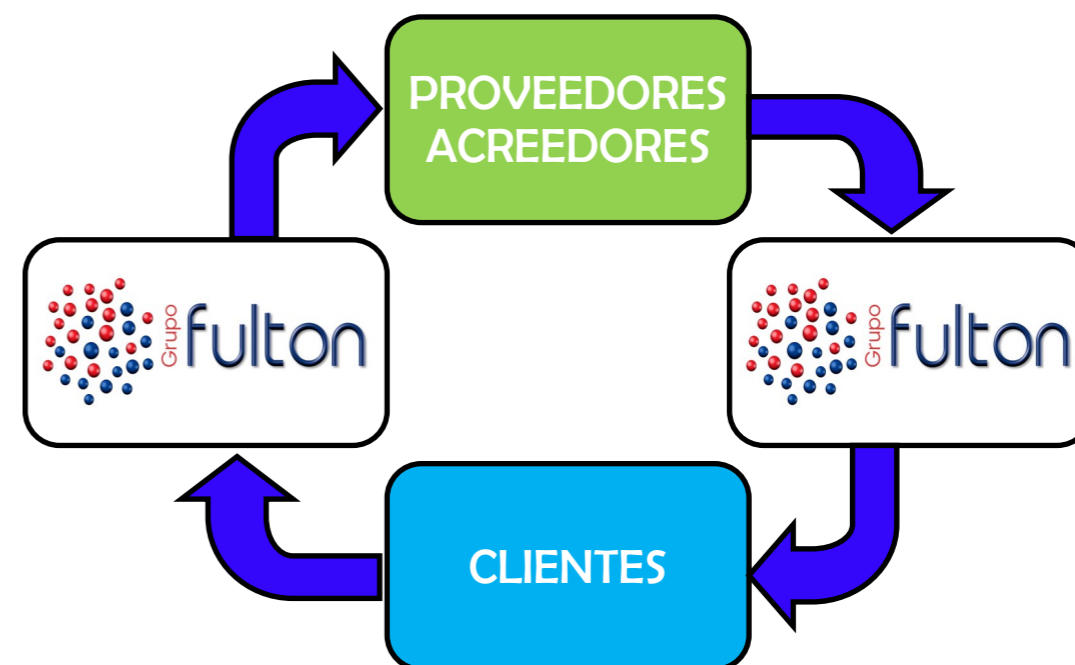 PROVEEDORES
ACREEDORES
Grupo fulton
Grupo fulton
CLIENTES